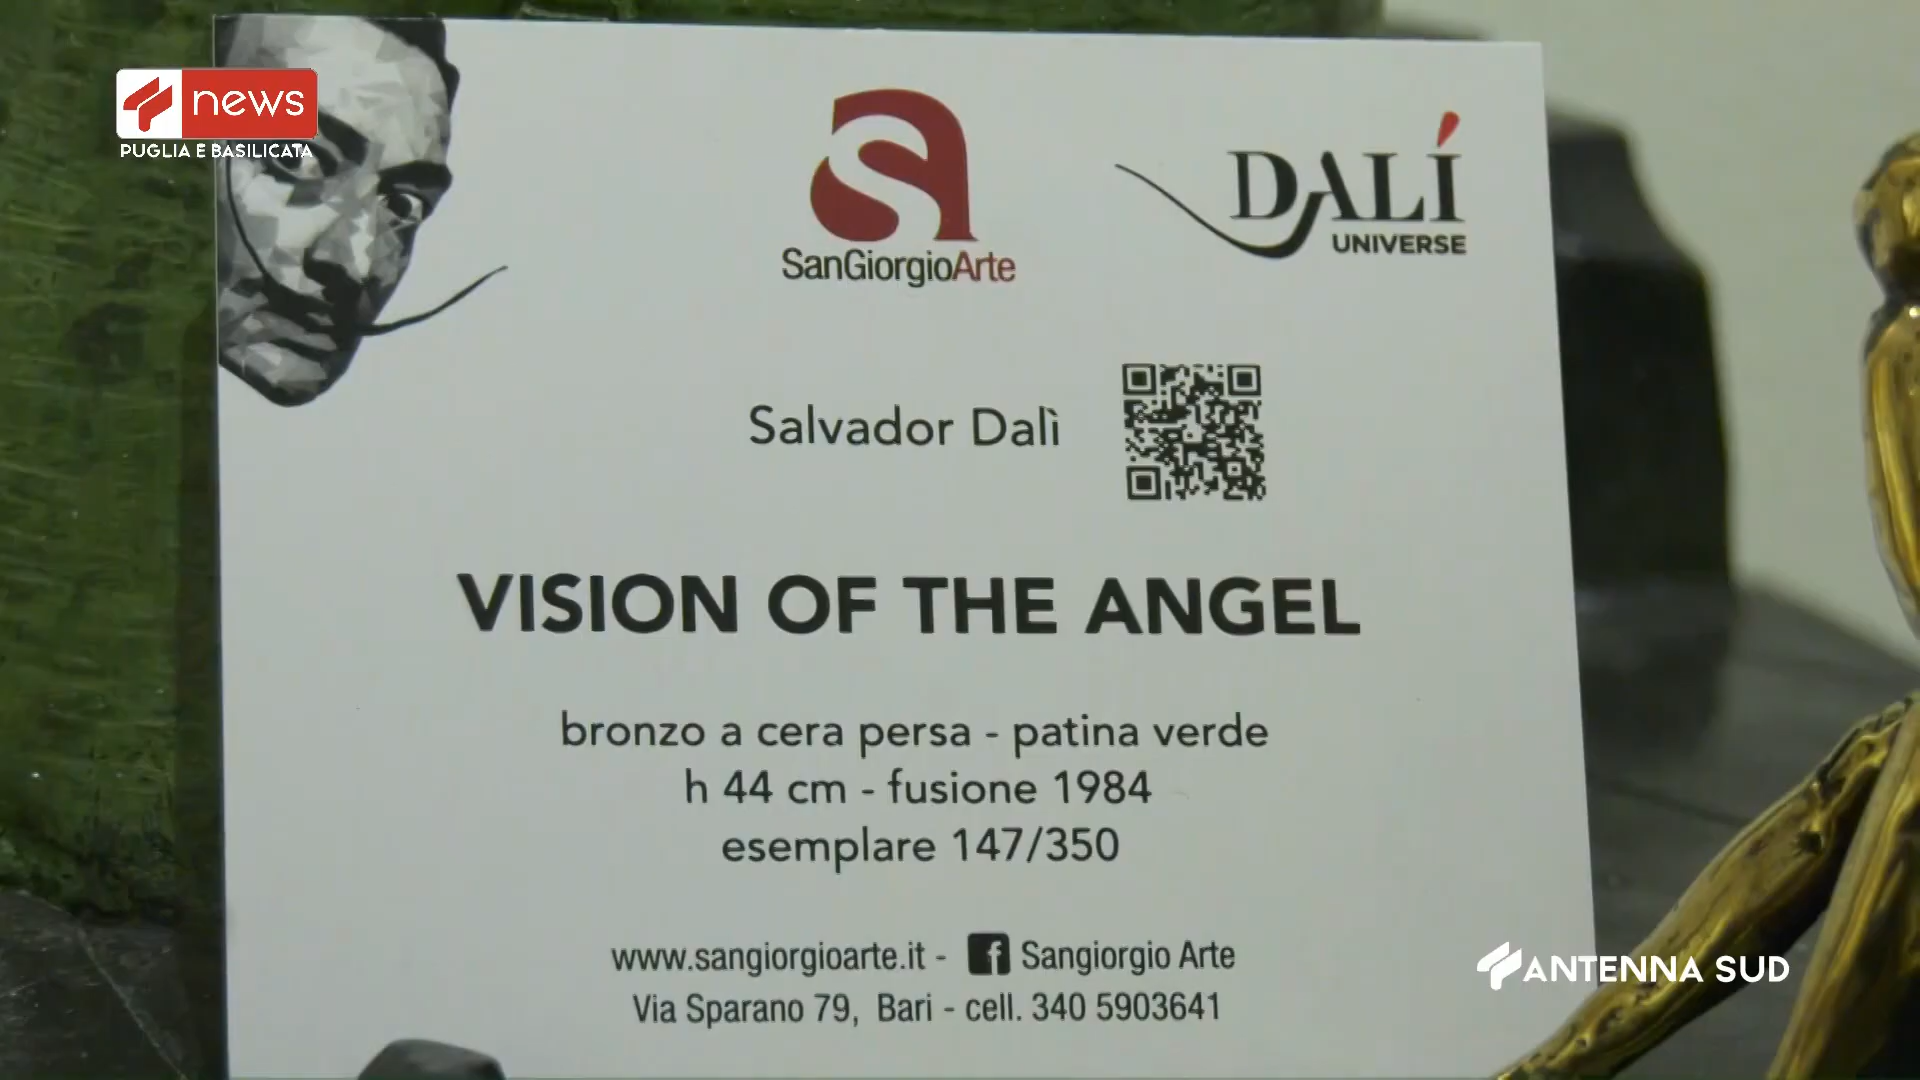 news
PUGLIA E BASILICATA
SanGiorgioArte
DALÍ
UNIVERSE
Salvador Dalì
VISION OF THE ANGEL
bronzo a cera persa - patina verde
h 44 cm - fusione 1984
esemplare 147/350
www.sangiorgioarte.it - f Sangiorgio Arte
Via Sparano 79, Bari - cell. 340 5903641
ANTENNA SUD